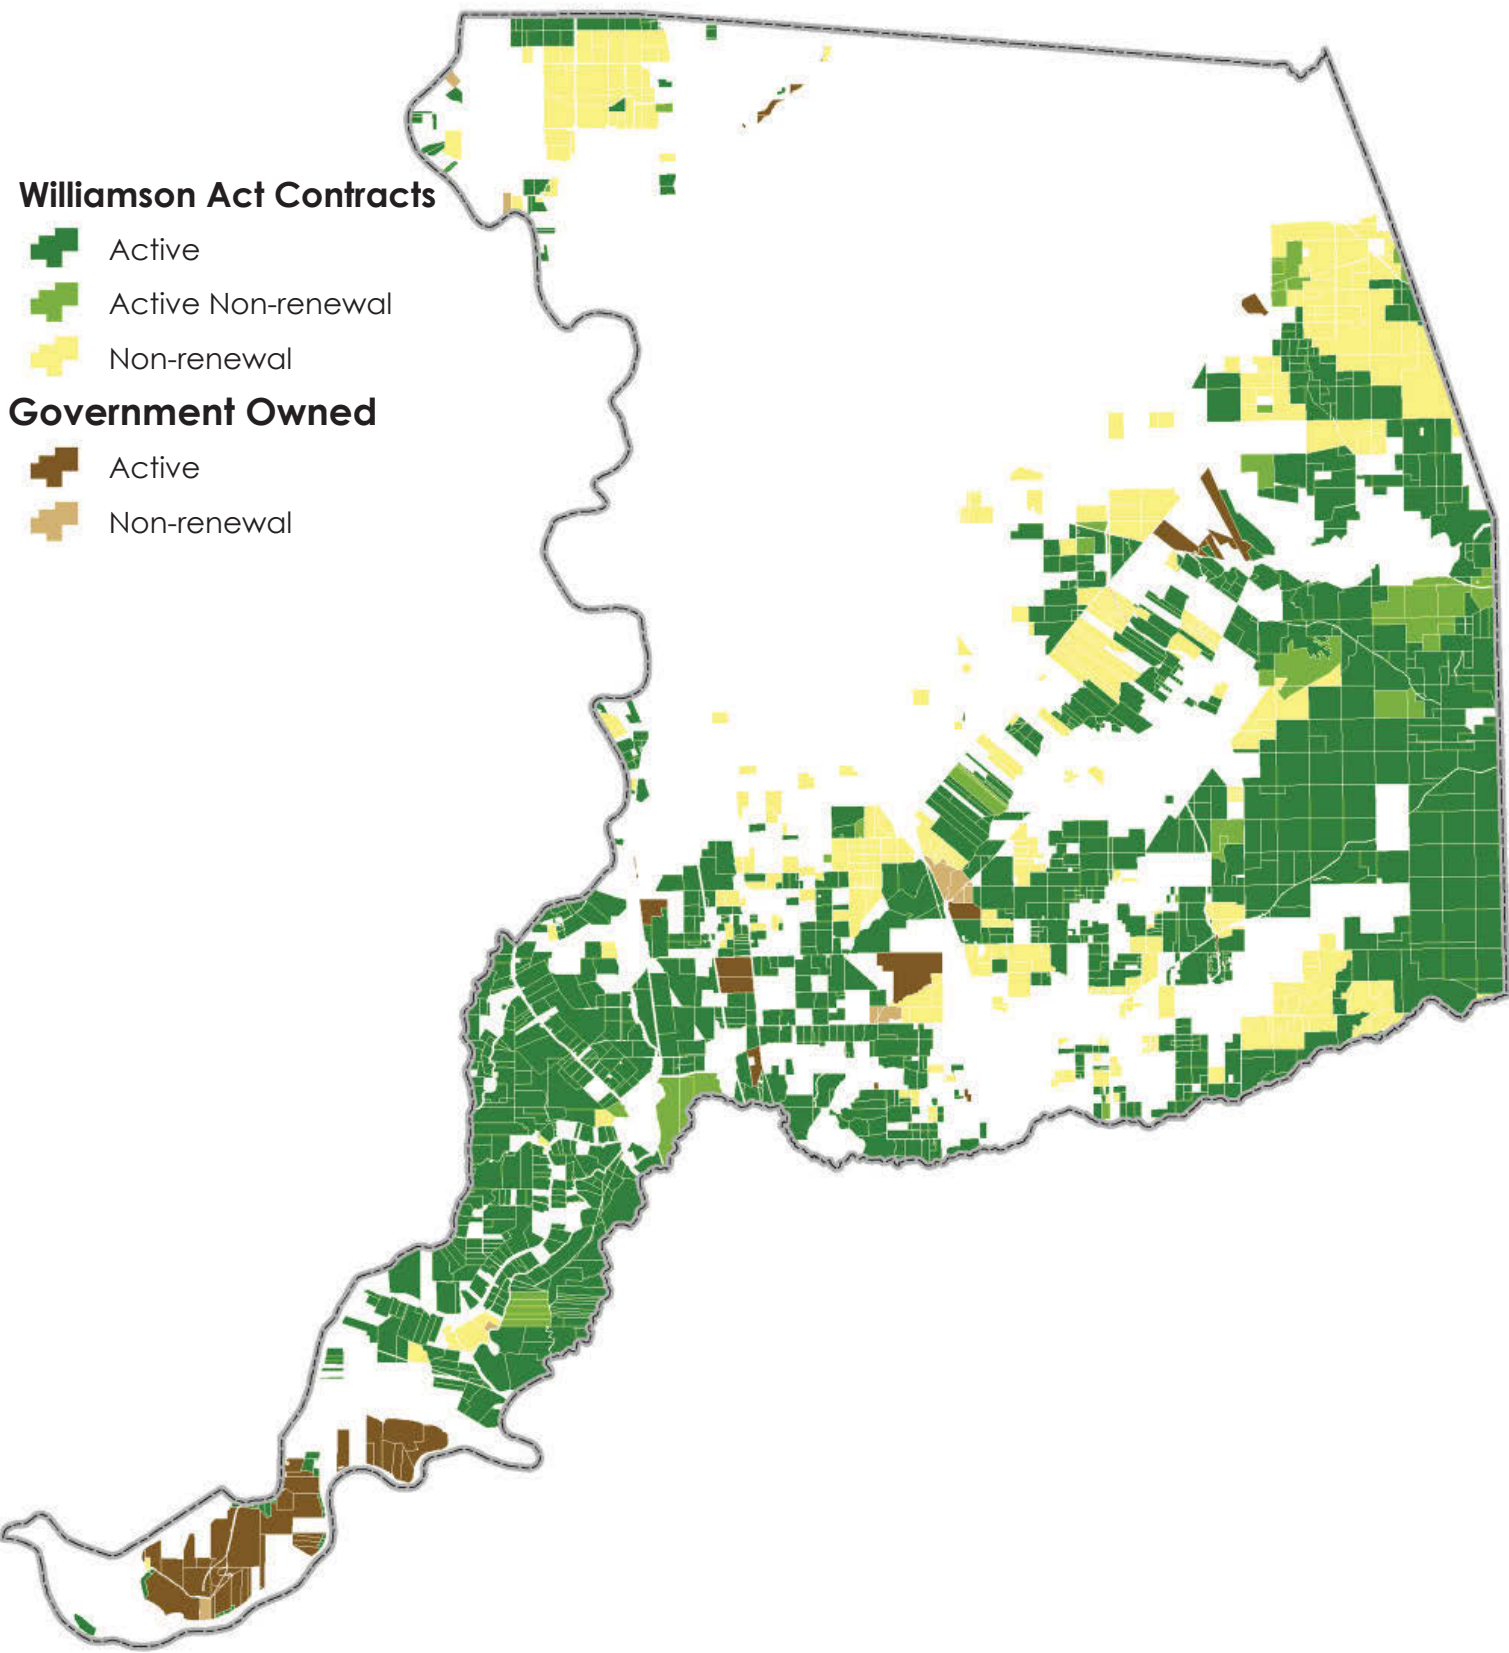 Williamson Act Contracts
Active
Active Non-renewal
Non-renewal
Government Owned
Active
Non-renewal